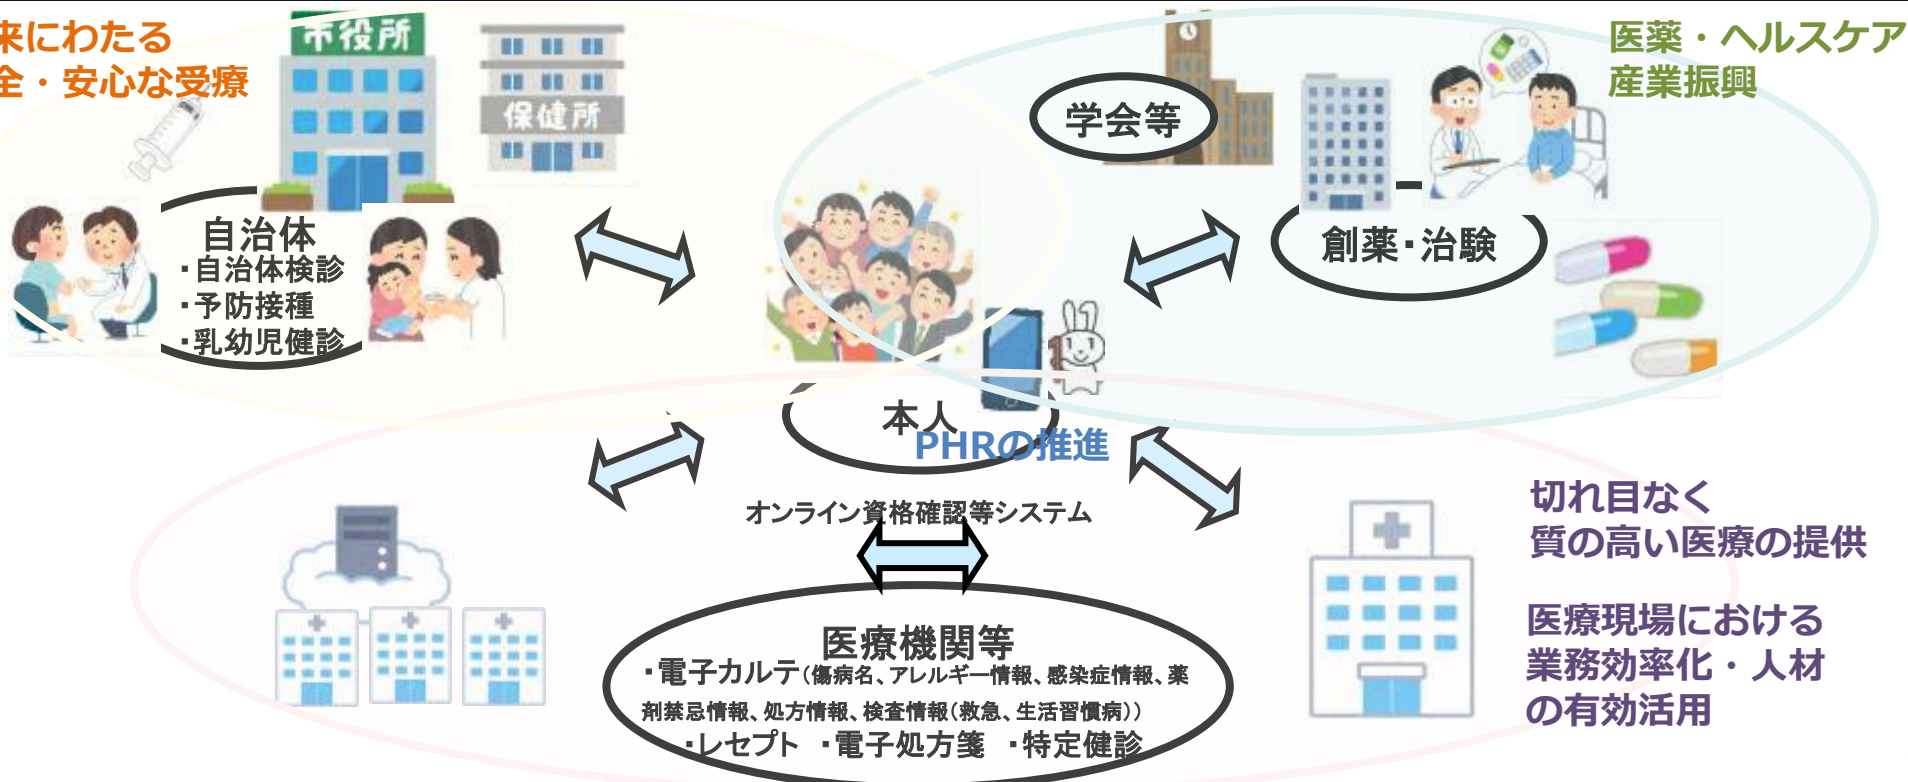 来にわたる
全・安心な受療
市役所
保健所
自治体
・自治体検診
・予防接種
・乳幼児健診
学会等
医薬・ヘルスケア
産業振興
創薬・治験
本人
PHRの推進
オンライン資格確認等システム
切れ目なく
質の高い医療の提供
医療現場における
業務効率化・人材
の有効活用
医療機関等
・電子カルテ(傷病名、アレルギー情報、感染症情報、薬
剤禁忌情報、処方情報、検査情報(救急、生活習慣病))
・レセプト ・電子処方箋 ・特定健診